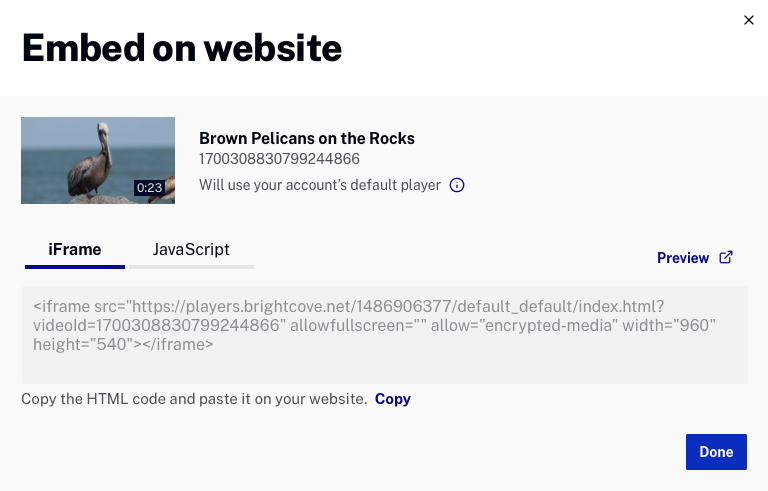 Embed on website
0:23
Brown Pelicans on the Rocks
1700308830799244866
Will use your account's default player
iFrame
JavaScript
Preview
<iframe src="https://players.brightcove.net/1486906377/default_default/index.html?
videoId=1700308830799244866" allowfullscreen="" allow="encrypted-media" width="960"
height="540"></iframe>
Copy the HTML code and paste it on your website. Copy
Done